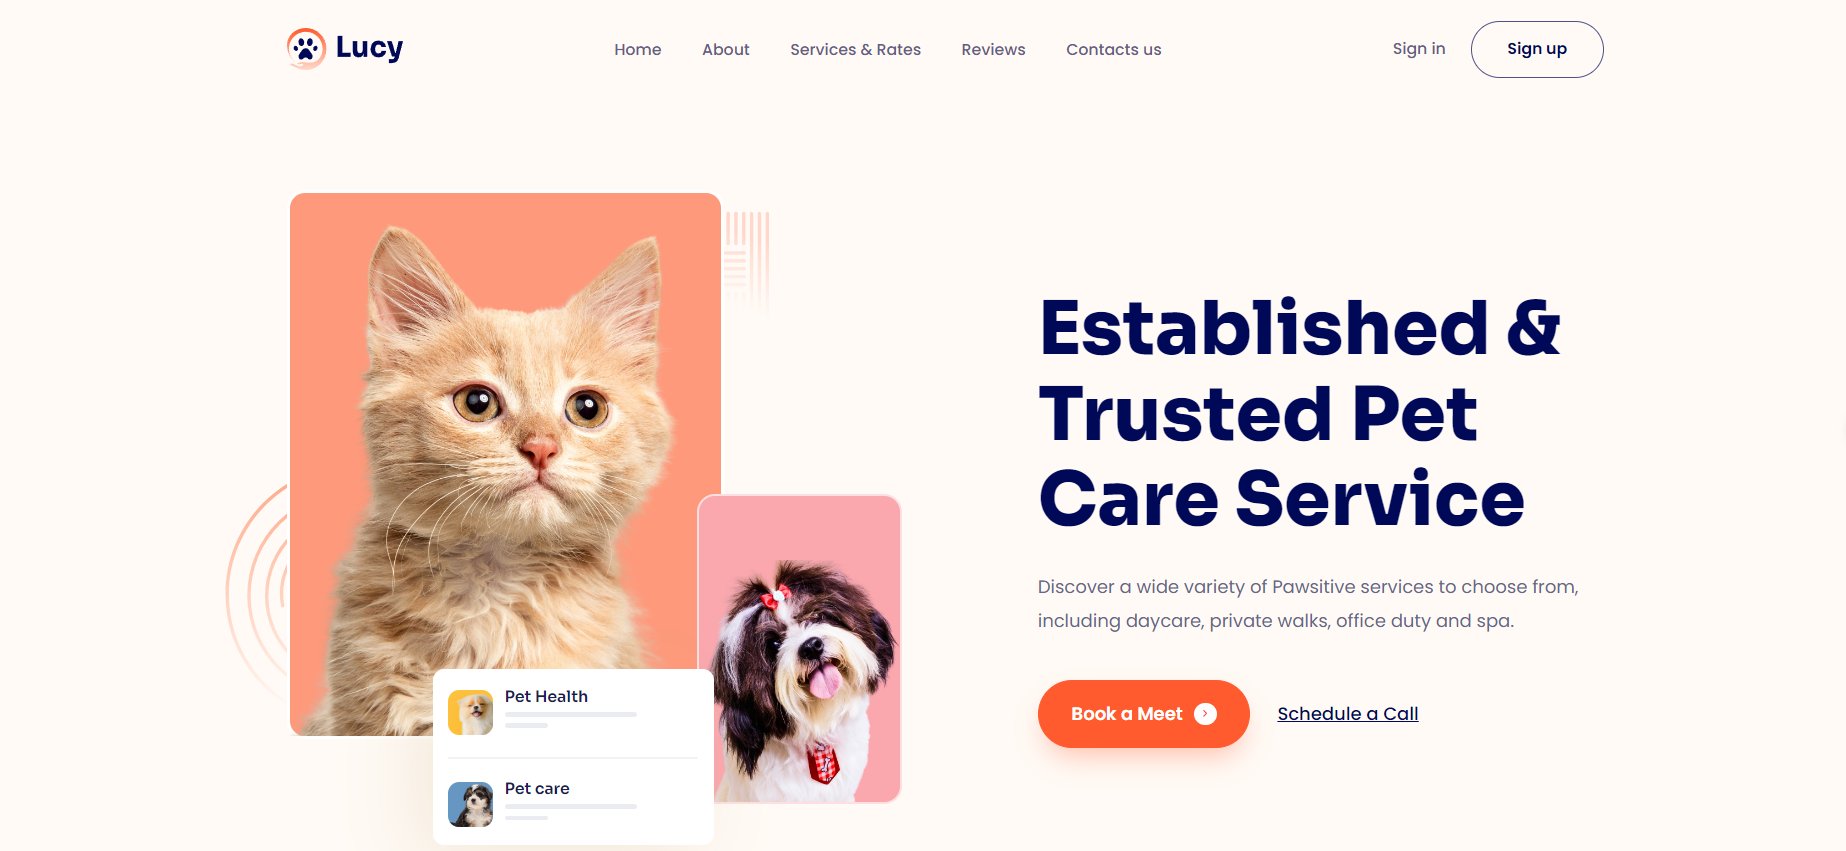 Lucy
Home About Services & Rates Reviews Contacts us
Sign in Sign up
Established &
Trusted Pet
Care Service
Discover a wide variety of Pawsitive services to choose from,
including daycare, private walks, office duty and spa.
Book a Meet Schedule a Call
Pet Health
Pet care